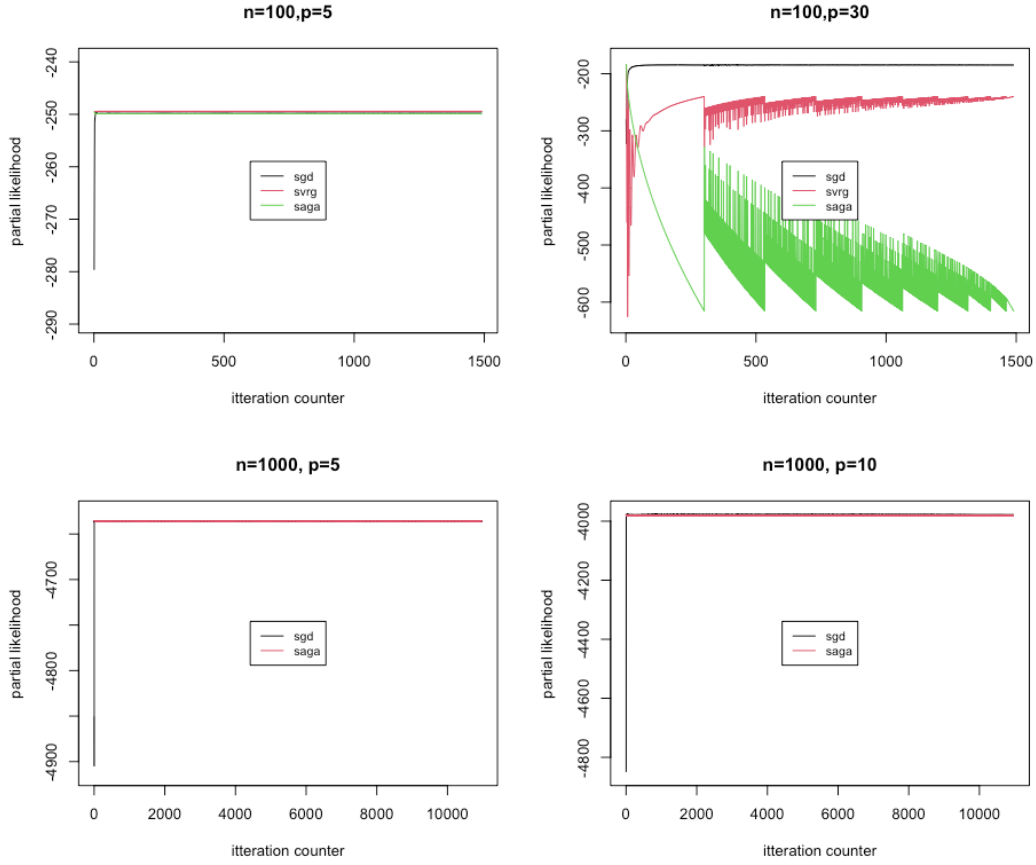 n=100,p=5
-240
-250
-260
-270
-280
-290
partial likelihood
sgd
svrg
saga
0
500
1000
1500
itteration counter
n=100,p=30
-200
-300
-400
-500
-600
partial likelihood
sgd
svrg
saga
0
500
1000
1500
itteration counter
n=1000, p=5
-4700
-4800
-4900
partial likelihood
sgd
saga
0
2000
4000
6000
8000
10000
itteration counter
n=1000, p=10
-4000
-4200
-4400
-4600
-4800
partial likelihood
sgd
saga
0
2000
4000
6000
8000
10000
itteration counter